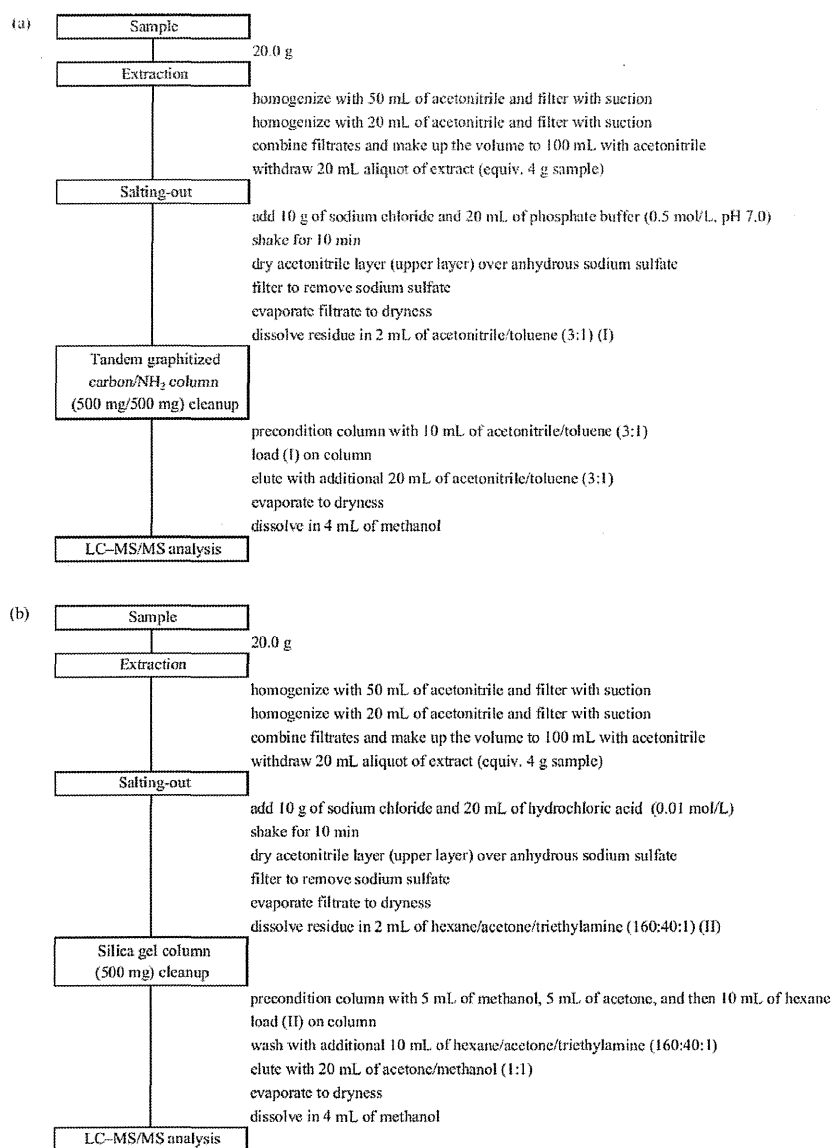 (a)
Sample
20.0 g
Extraction
homogenize with 50 mL of acetonitrile and filter with suction
homogenize with 20 mL of acetonitrile and filter with suction
combine filtrates and make up the volume to 100 mL with acetonitrile
withdraw 20 mL aliquot of extract (equiv. 4 g sample)
Salting-out
add 10 g of sodium chloride and 20 mL of phosphate buffer (0.5 mol/L, pH 7.0)
shake for 10 min
dry acetonitrile layer (upper layer) over anhydrous sodium sulfate
filter to remove sodium sulfate
evaporate filtrate to dryness
dissolve residue in 2 mL of acetonitrile/toluene (3:1) (I)
Tandem graphitized
carbon/NH₂ column
(500 mg/500 mg) cleanup
precondition column with 10 mL of acetonitrile/toluene (3:1)
load (I) on column
elute with additional 20 mL of acetonitrile/toluene (3:1)
evaporate to dryness
dissolve in 4 mL of methanol
LC–MS/MS analysis
(b)
Sample
20.0 g
Extraction
homogenize with 50 mL of acetonitrile and filter with suction
homogenize with 20 mL of acetonitrile and filter with suction
combine filtrates and make up the volume to 100 mL with acetonitrile
withdraw 20 mL aliquot of extract (equiv. 4 g sample)
Salting-out
add 10 g of sodium chloride and 20 mL of hydrochloric acid (0.01 mol/L)
shake for 10 min
dry acetonitrile layer (upper layer) over anhydrous sodium sulfate
filter to remove sodium sulfate
evaporate filtrate to dryness
dissolve residue in 2 mL of hexane/acetone/triethylamine (160:40:1) (II)
Silica gel column
(500 mg) cleanup
precondition column with 5 mL of methanol, 5 mL of acetone, and then 10 mL of hexane
load (II) on column
wash with additional 10 mL of hexane/acetone/triethylamine (160:40:1)
elute with 20 mL of acetone/methanol (1:1)
evaporate to dryness
dissolve in 4 mL of methanol
LC–MS/MS analysis